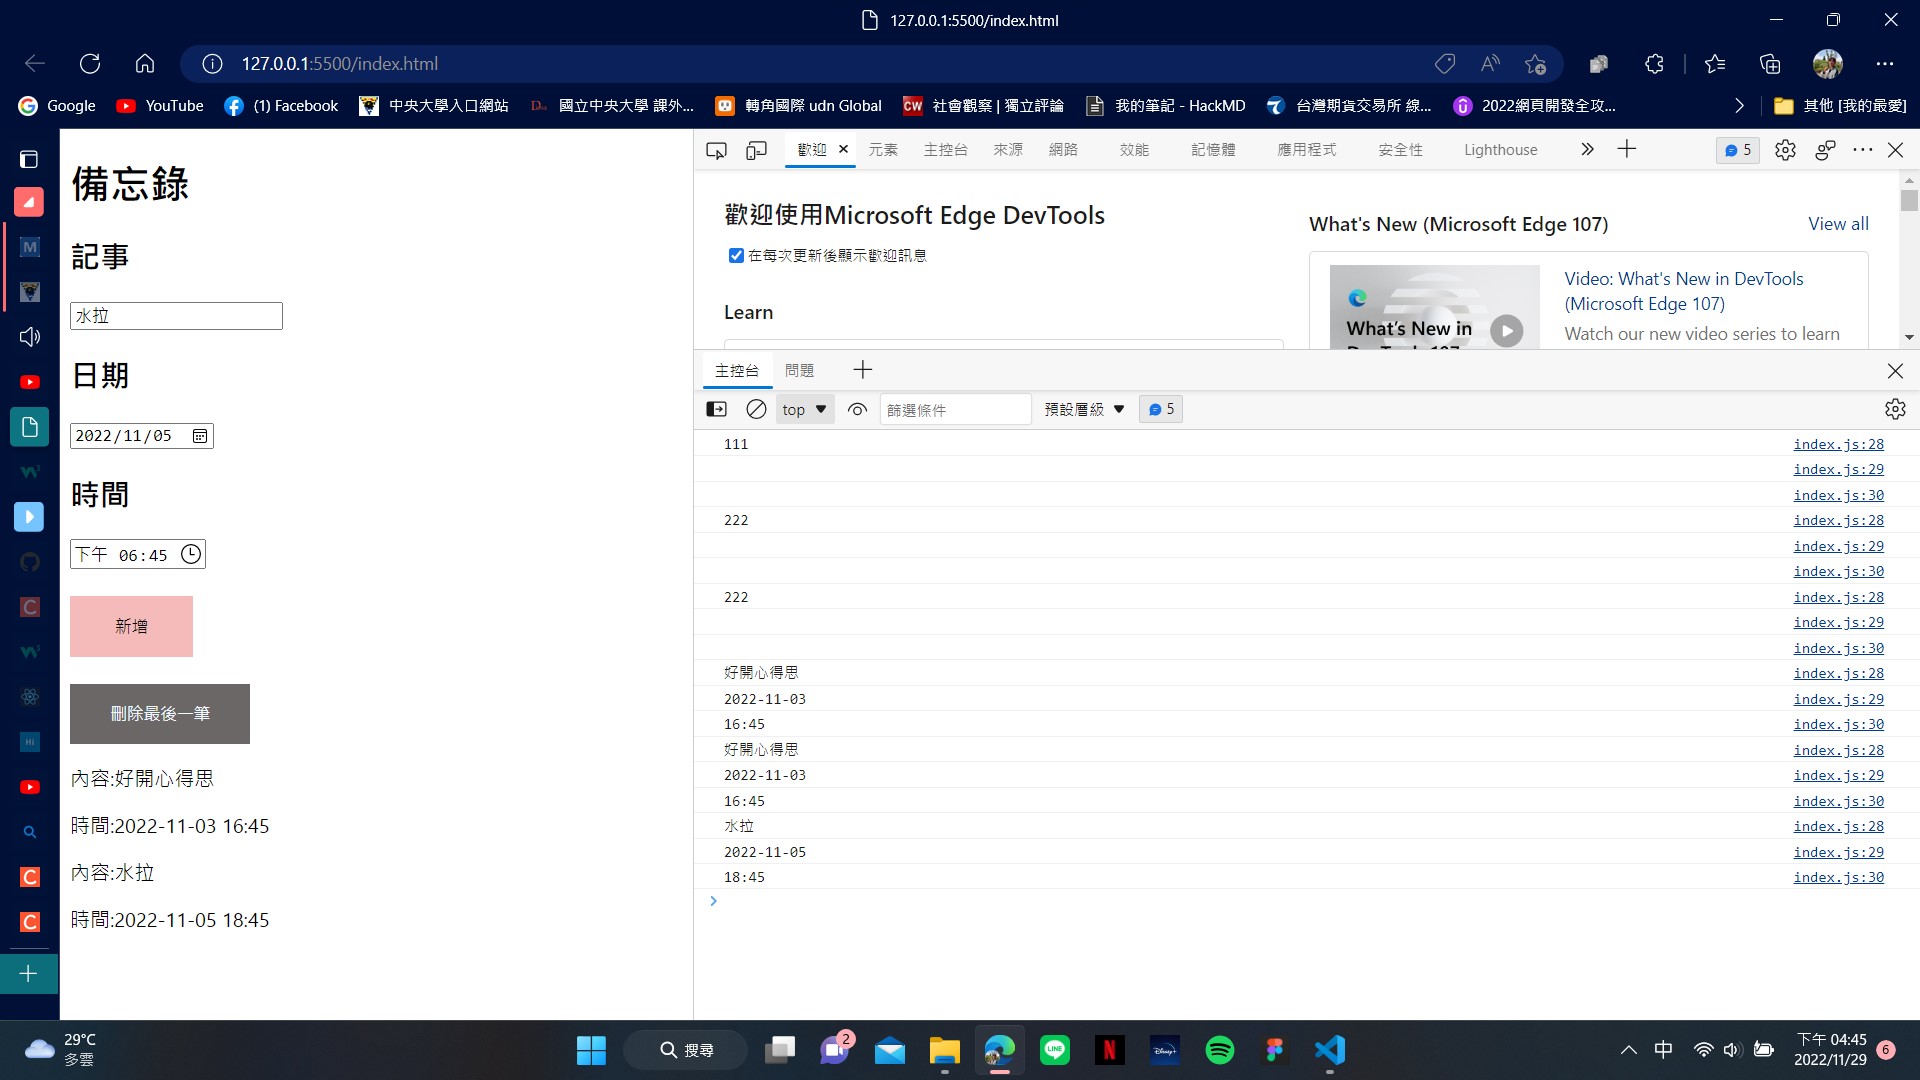 127.0.0.1:5500/index.html
127.0.0.1:5500/index.html
Google
YouTube
(1) Facebook
中央大學入口網站
國立中央大學 課外...
轉角國際 udn Global
CW 社會觀察 | 獨立評論
我的筆記 - HackMD
台灣期貨交易所 線...
2022網頁開發全攻...
其他 [我的最愛]
備忘錄
記事
水拉
日期
2022/11/05
時間
下午 06:45
新增
刪除最後一筆
內容:好開心得思
時間:2022-11-03 16:45
內容:水拉
時間:2022-11-05 18:45
歡迎
元素
主控台
來源
網路
效能
記憶體
應用程式
安全性
Lighthouse
5
歡迎使用Microsoft Edge DevTools
在每次更新後顯示歡迎訊息
Learn
What's New (Microsoft Edge 107)
View all
What's New in
Video: What's New in DevTools
(Microsoft Edge 107)
Watch our new video series to learn
主控台
問題
top
篩選條件
預設層級
5
111 index.js:28
index.js:29
index.js:30
222 index.js:28
index.js:29
index.js:30
222 index.js:28
index.js:29
index.js:30
好開心得思 index.js:28
2022-11-03 index.js:29
16:45 index.js:30
好開心得思 index.js:28
2022-11-03 index.js:29
16:45 index.js:30
水拉 index.js:28
2022-11-05 index.js:29
18:45 index.js:30
29°C
多雲
搜尋
2
LINE
N
Disney+
中
下午 04:45
2022/11/29
6